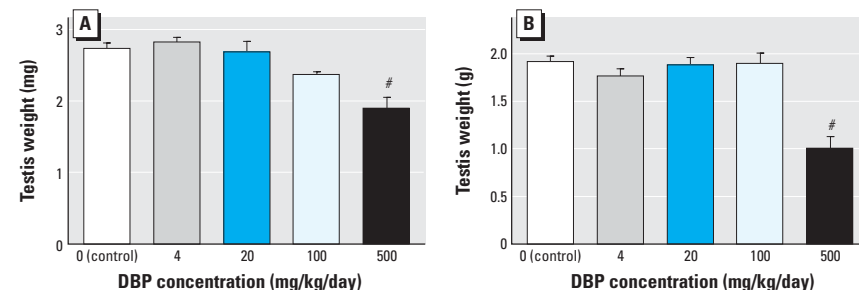 A
Testis weight (mg)
3
2
1
0
#
0 (control) 4 20 100 500
DBP concentration (mg/kg/day)
B
Testis weight (g)
2.0
1.5
1.0
0.5
0
#
0 (control) 4 20 100 500
DBP concentration (mg/kg/day)